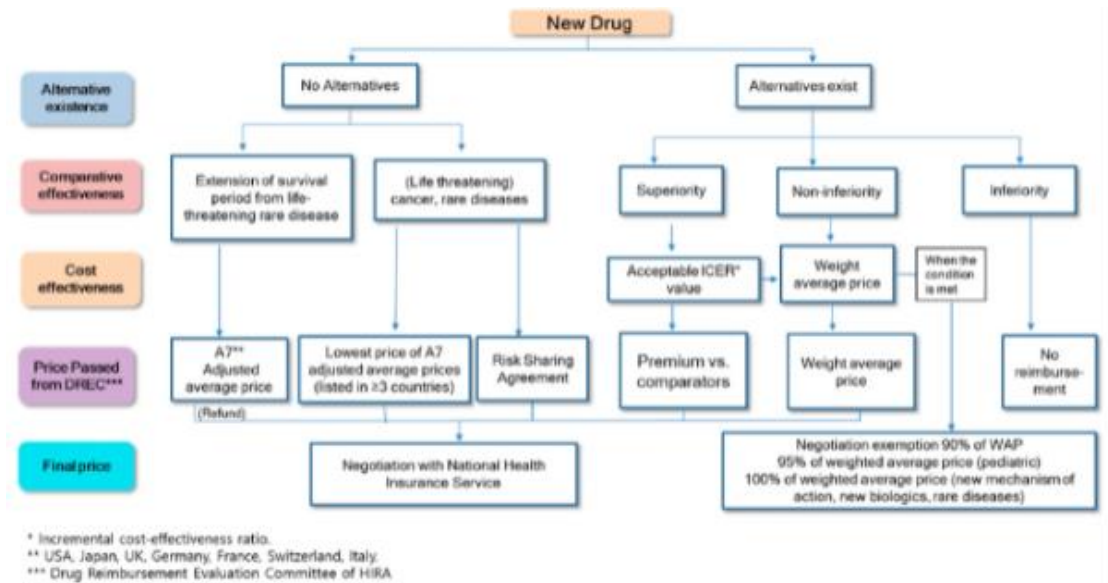 New Drug
Alternative
existence
No Alternatives
Alternatives exist
Comparative
effectiveness
Extension of survival
period from life-
threatening rare disease
(Life threatening)
cancer, rare diseases
Superiority
Non-inferiority
Inferiority
Cost
effectiveness
Acceptable ICER*
value
Weight
average price
When the
condition
is met
Price Passed
from DREC***
A7**
Adjusted
average price
Lowest price of A7
adjusted average prices
(listed in ≥3 countries)
Risk Sharing
Agreement
Premium vs.
comparators
Weight average
price
No
reimburse-
ment
(Refund)
Final price
Negotiation with National Health
Insurance Service
Negotiation exemption 90% of WAP
95% of weighted average price (pediatric)
100% of weighted average price (new mechanism of
action, new biologics, rare diseases)
* Incremental cost-effectiveness ratio.
** USA, Japan, UK, Germany, France, Switzerland, Italy.
*** Drug Reimbursement Evaluation Committee of HIRA